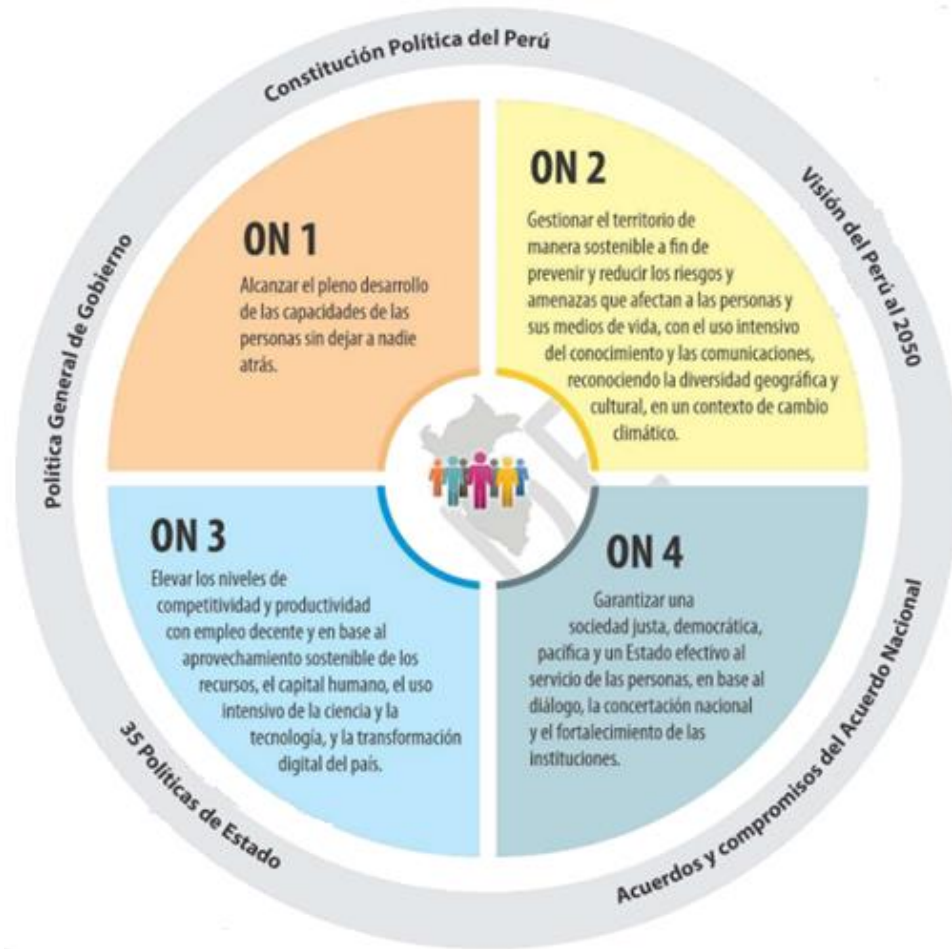 Constitución Política del Perú
Visión del Perú al 2050
Acuerdos y compromisos del Acuerdo Nacional
35 Políticas de Estado
Política General de Gobierno
ON 1
Alcanzar el pleno desarrollo
de las capacidades de las
personas sin dejar a nadie
atrás.
ON 2
Gestionar el territorio de
manera sostenible a fin de
prevenir y reducir los riesgos y
amenazas que afectan a las personas y
sus medios de vida, con el uso intensivo
del conocimiento y las comunicaciones,
reconociendo la diversidad geográfica y
cultural, en un contexto de cambio
climático.
ON 3
Elevar los niveles de
competitividad y productividad
con empleo decente y en base al
aprovechamiento sostenible de los
recursos, el capital humano, el uso
intensivo de la ciencia y la
tecnología, y la transformación
digital del país.
ON 4
Garantizar una
sociedad justa, democrática,
pacífica y un Estado efectivo al
servicio de las personas, en base al
diálogo, la concertación nacional
y el fortalecimiento de las
instituciones.